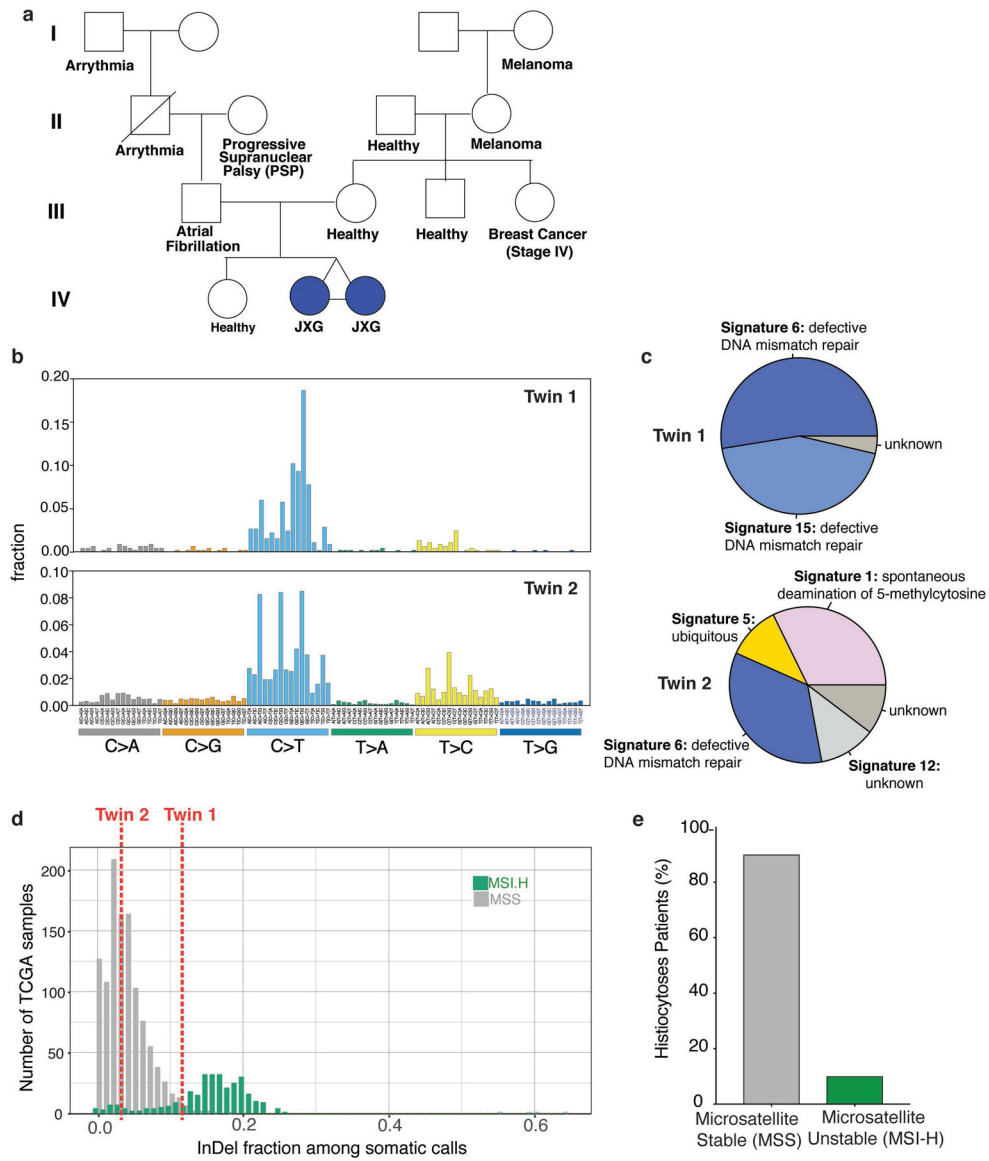 a
I
Arrythmia
Melanoma
II
Arrythmia
Progressive
Supranuclear
Palsy (PSP)
Healthy
Melanoma
III
Atrial
Fibrillation
Healthy
Healthy
Breast Cancer
(Stage IV)
IV
Healthy
JXG
JXG
b
fraction
0.20
0.15
0.10
0.05
0.00
Twin 1
0.10
0.08
0.06
0.04
0.02
0.00
Twin 2
C>A
C>G
C>T
T>A
T>C
T>G
c
Signature 6: defective
DNA mismatch repair
Twin 1
unknown
Signature 15: defective
DNA mismatch repair
Signature 1: spontaneous
deamination of 5-methylcytosine
Signature 5:
ubiquitous
Twin 2
unknown
Signature 6: defective
DNA mismatch repair
Signature 12:
unknown
d
Twin 2
Twin 1
Number of TCGA samples
200
150
100
50
0
MSI.H
MSS
0.0
0.2
0.4
0.6
InDel fraction among somatic calls
e
Histiocytoses Patients (%)
100
80
60
40
20
0
Microsatellite
Stable (MSS)
Microsatellite
Unstable (MSI-H)